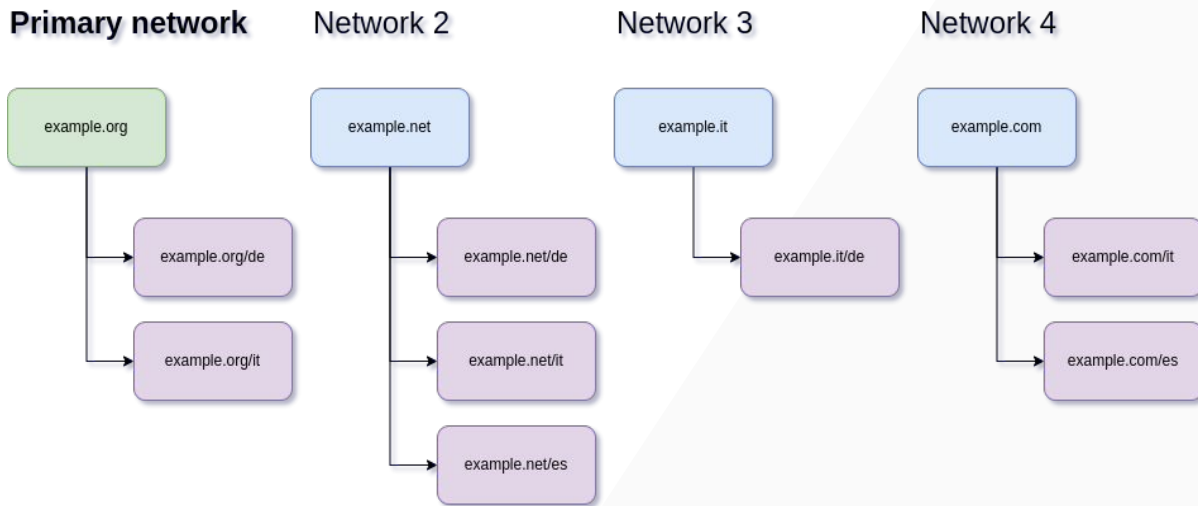 Primary network
Network 2
Network 3
Network 4
example.org
example.net
example.it
example.com
example.org/de
example.net/de
example.it/de
example.com/it
example.org/it
example.net/it
example.com/es
example.net/es